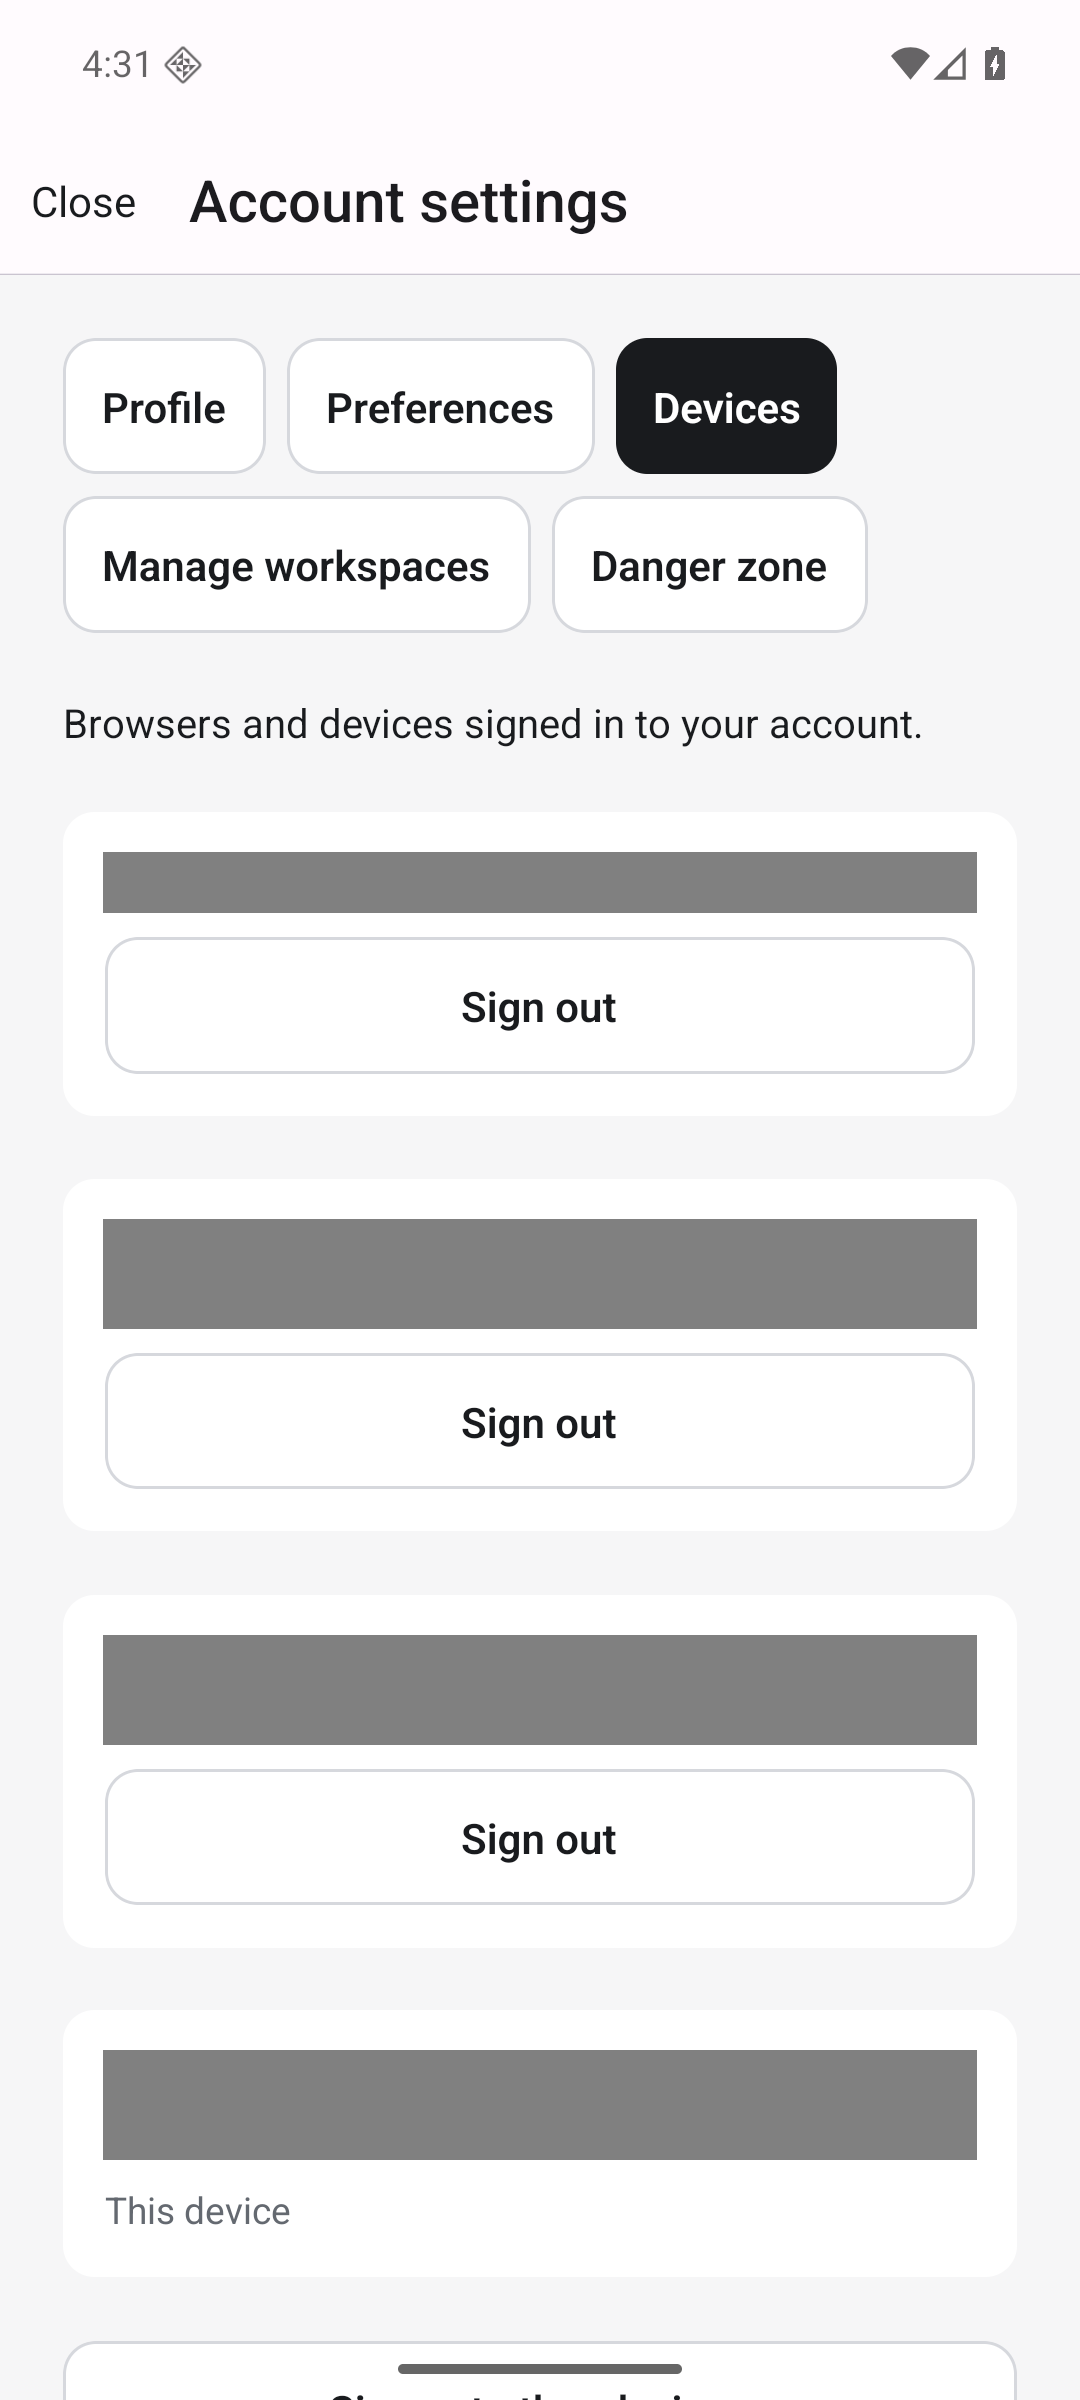 4:31
Close Account settings
Profile Preferences Devices
Manage workspaces Danger zone
Browsers and devices signed in to your account.
Sign out
Sign out
Sign out
This device